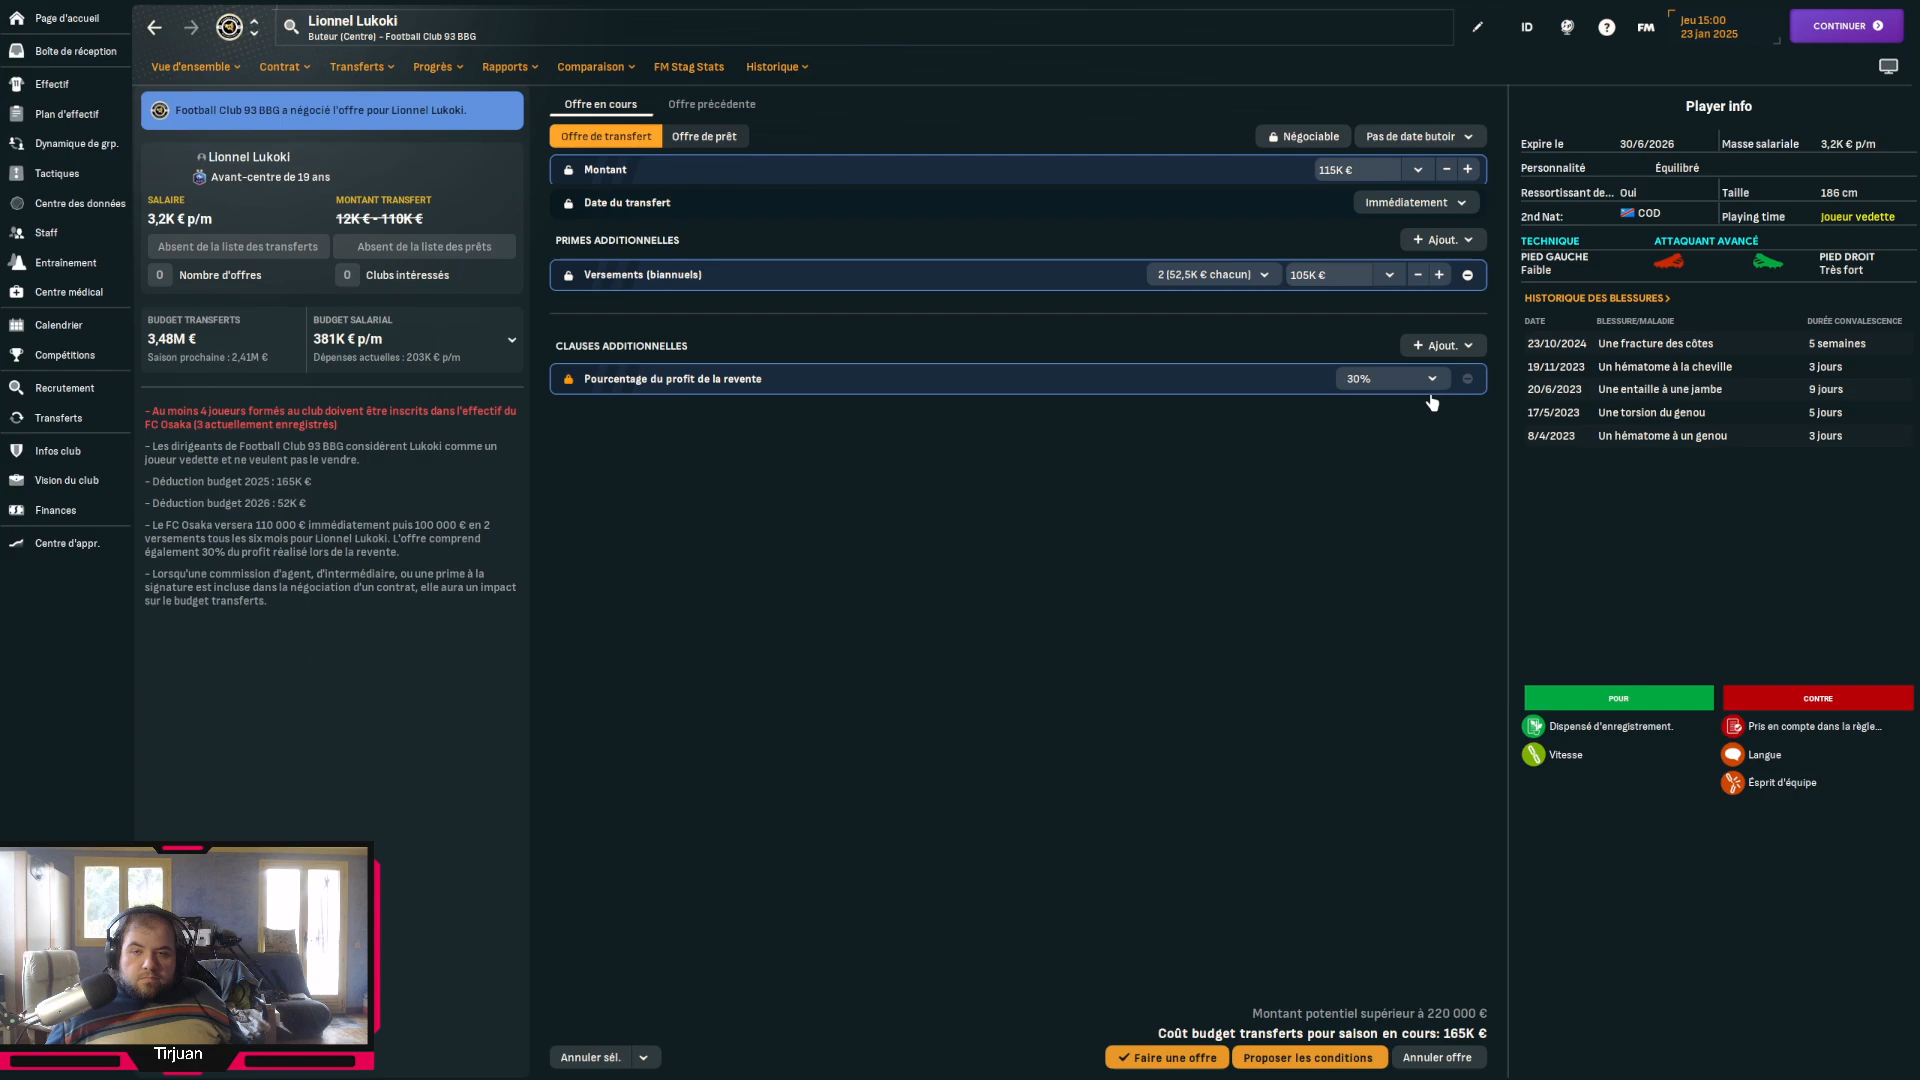 Page d'accueil
Boîte de réception
Effectif
Plan d'effectif
Dynamique de grp.
Tactiques
Centre des données
Staff
Entraînement
Centre médical
Calendrier
Compétitions
Recrutement
Transferts
Infos club
Vision du club
Finances
Centre d'appr.
Lionnel Lukoki
Buteur (Centre) - Football Club 93 BBG
ID
FM
Jeu 15:00
23 jan 2025
CONTINUER
Vue d'ensemble
Contrat
Transferts
Progrès
Rapports
Comparaison
FM Stag Stats
Historique
Football Club 93 BBG a négocié l'offre pour Lionnel Lukoki.
Lionnel Lukoki
Avant-centre de 19 ans
SALAIRE
MONTANT TRANSFERT
3,2K € p/m
12K € - 110K €
Absent de la liste des transferts
Absent de la liste des prêts
0 Nombre d'offres
0 Clubs intéressés
BUDGET TRANSFERTS
BUDGET SALARIAL
3,48M €
381K € p/m
Saison prochaine : 2,41M €
Dépenses actuelles : 203K € p/m
- Au moins 4 joueurs formés au club doivent être inscrits dans l'effectif du
FC Osaka (3 actuellement enregistrés)
- Les dirigeants de Football Club 93 BBG considèrent Lukoki comme un
joueur vedette et ne veulent pas le vendre.
- Déduction budget 2025 : 165K €
- Déduction budget 2026 : 52K €
- Le FC Osaka versera 110 000 € immédiatement puis 100 000 € en 2
versements tous les six mois pour Lionnel Lukoki. L'offre comprend
également 30% du profit réalisé lors de la revente.
- Lorsqu'une commission d'agent, d'intermédiaire, ou une prime à la
signature est incluse dans la négociation d'un contrat, elle aura un impact
sur le budget transferts.
Offre en cours
Offre précédente
Offre de transfert
Offre de prêt
Négociable
Pas de date butoir
Montant
115K €
Date du transfert
Immédiatement
PRIMES ADDITIONNELLES
Ajout.
Versements (biannuels)
2 (52,5K € chacun)
105K €
CLAUSES ADDITIONNELLES
Ajout.
Pourcentage du profit de la revente
30%
Montant potentiel supérieur à 220 000 €
Coût budget transferts pour saison en cours: 165K €
Annuler sél.
Faire une offre
Proposer les conditions
Annuler offre
Player info
Expire le 30/6/2026
Masse salariale 3,2K € p/m
Personnalité Équilibré
Ressortissant de... Oui
Taille 186 cm
2nd Nat: COD
Playing time Joueur vedette
TECHNIQUE
ATTAQUANT AVANCÉ
PIED GAUCHE
Faible
PIED DROIT
Très fort
HISTORIQUE DES BLESSURES
DATE BLESSURE/MALADIE DURÉE CONVALESCENCE
23/10/2024 Une fracture des côtes 5 semaines
19/11/2023 Un hématome à la cheville 3 jours
20/6/2023 Une entaille à une jambe 9 jours
17/5/2023 Une torsion du genou 5 jours
8/4/2023 Un hématome à un genou 3 jours
POUR
CONTRE
Dispensé d'enregistrement.
Pris en compte dans la règle...
Vitesse
Langue
Ésprit d'équipe
Tirjuan